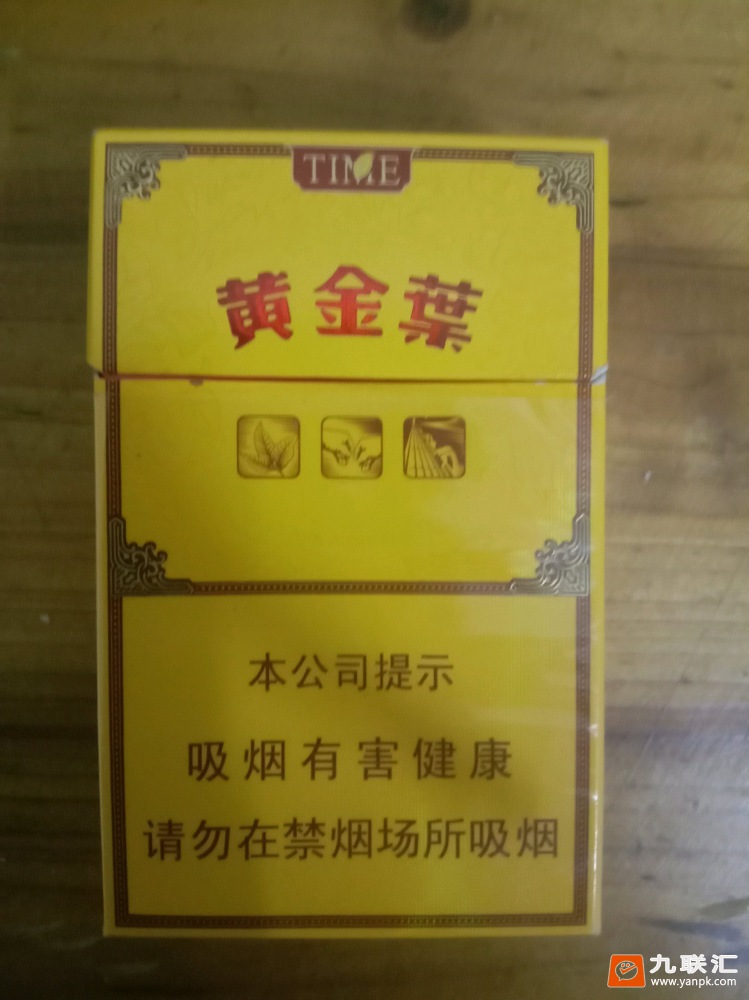 TIME
黄金葉
本公司提示
吸烟有害健康
请勿在禁烟场所吸烟
九联汇
www.yanpk.com